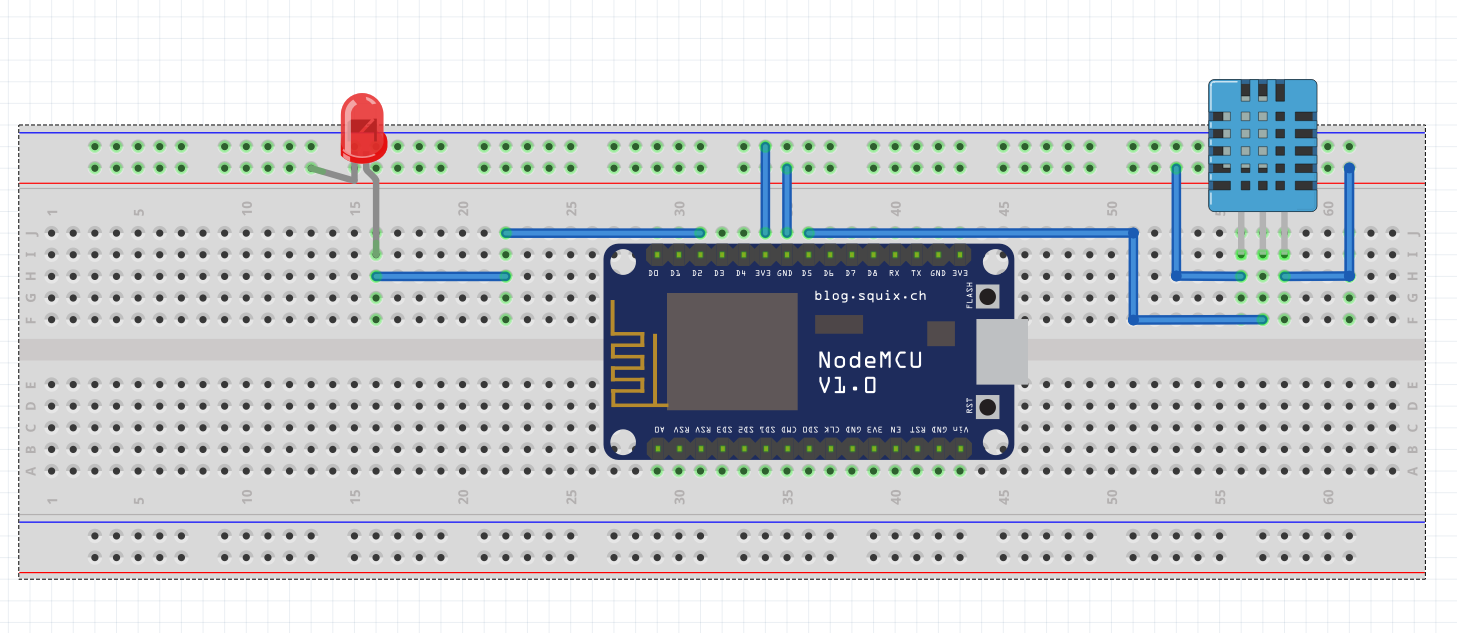 1 5 10 15 20 25 30 40 45 50 60
J J
I I
D0 D1 D2 D3 D4 3V3 GND D5 D6 D7 D8 RX TX GND 3V3
H H
FLASH
blog.squix.ch
G G
F F
NodeMCU
V1.0
E E
D D
RST
C C
A0 RSV RSV SD3 SD2 SD1 CMD SD0 CLK GND 3V3 EN RST GND Vin
B B
A A
1 5 10 15 20 25 30 35 40 45 50 55 60